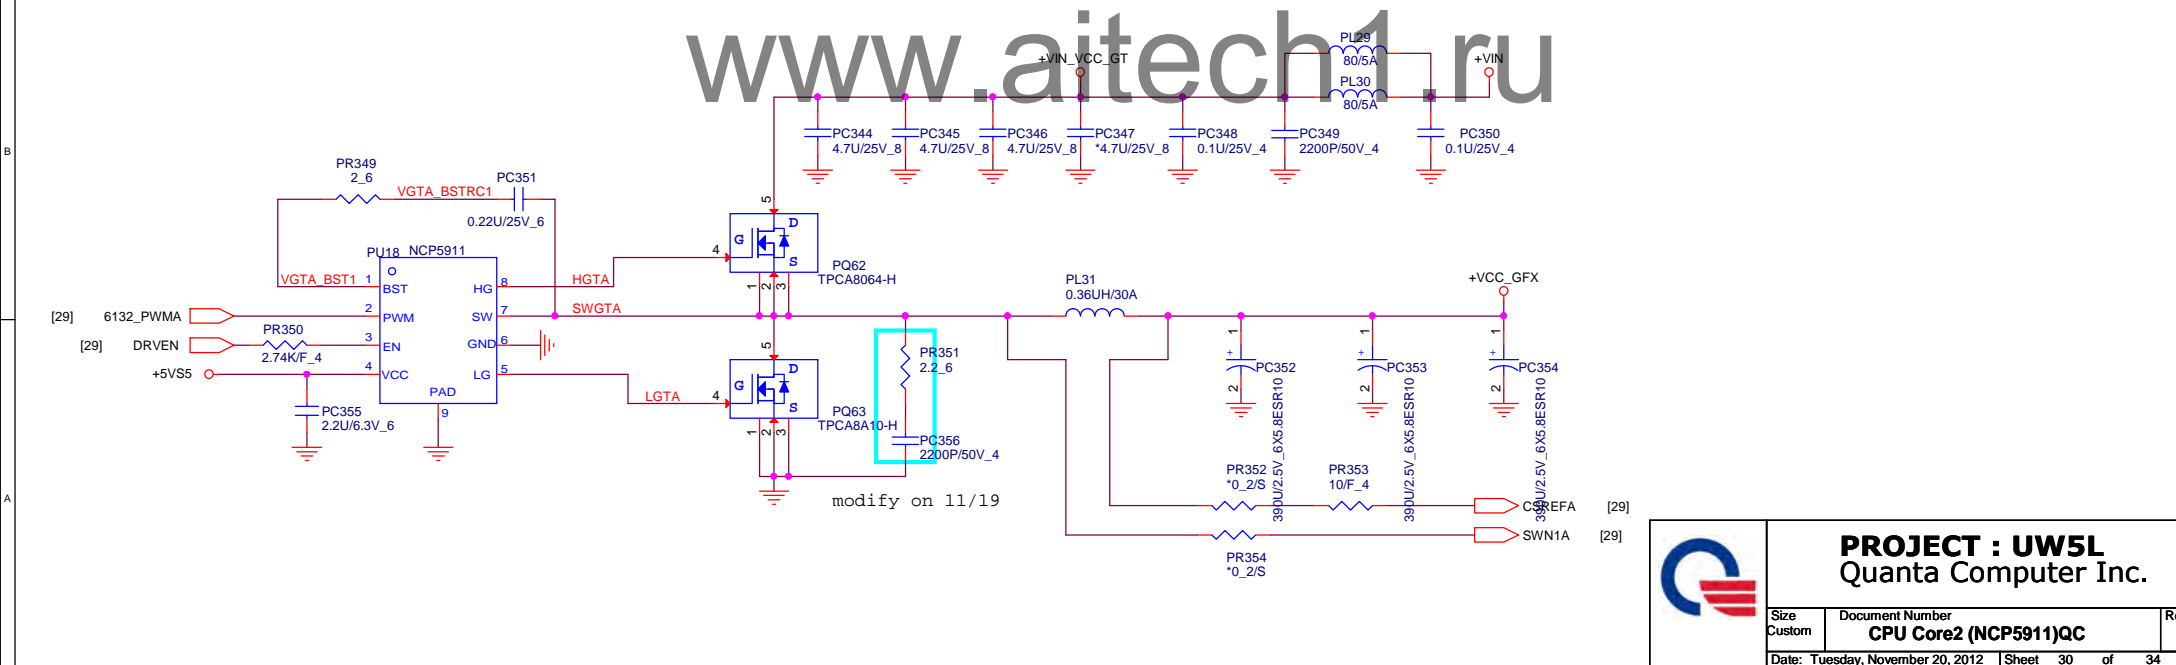 www.aitech1.ru
PL29
80/5A
+VIN_VCC_GT
+VIN
PL30
80/5A
PC344
4.7U/25V_8
PC345
4.7U/25V_8
PC346
4.7U/25V_8
PC347
*4.7U/25V_8
PC348
0.1U/25V_4
PC349
2200P/50V_4
PC350
0.1U/25V_4
B
PR349
2_6
VGTA_BSTRC1
PC351
0.22U/25V_6
5
D
G
S
4
1
2
3
PQ62
TPCA8064-H
PU18
NCP5911
VGTA_BST1
1
BST
HG
8
HGTA
[29]
6132_PWMA
2
PWM
SW
7
SWGTA
[29]
DRVEN
PR350
2.74K/F_4
3
EN
GND
6
+5VS5
4
VCC
LG
5
LGTA
PAD
9
PC355
2.2U/6.3V_6
5
D
G
S
4
1
2
3
PQ63
TPCA8A10-H
PR351
2.2_6
PC356
2200P/50V_4
modify on 11/19
PL31
0.36UH/30A
+VCC_GFX
1
+
PC352
2
390U/2.5V_6X5.8ESR10
1
+
PC353
2
390U/2.5V_6X5.8ESR10
1
+
PC354
2
390U/2.5V_6X5.8ESR10
PR352
*0_2/S
PR353
10/F_4
CSREFA
[29]
SWN1A
[29]
PR354
*0_2/S
A
PROJECT : UW5L
Quanta Computer Inc.
Size
Custom
Document Number
CPU Core2 (NCP5911)QC
Date: Tuesday, November 20, 2012
Sheet 30 of 34